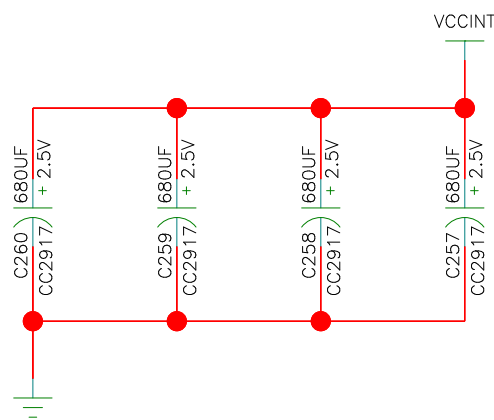 VCCINT
680UF
+ 2.5V
680UF
+ 2.5V
680UF
+ 2.5V
680UF
+ 2.5V
C260
CC2917
C259
CC2917
C258
CC2917
C257
CC2917